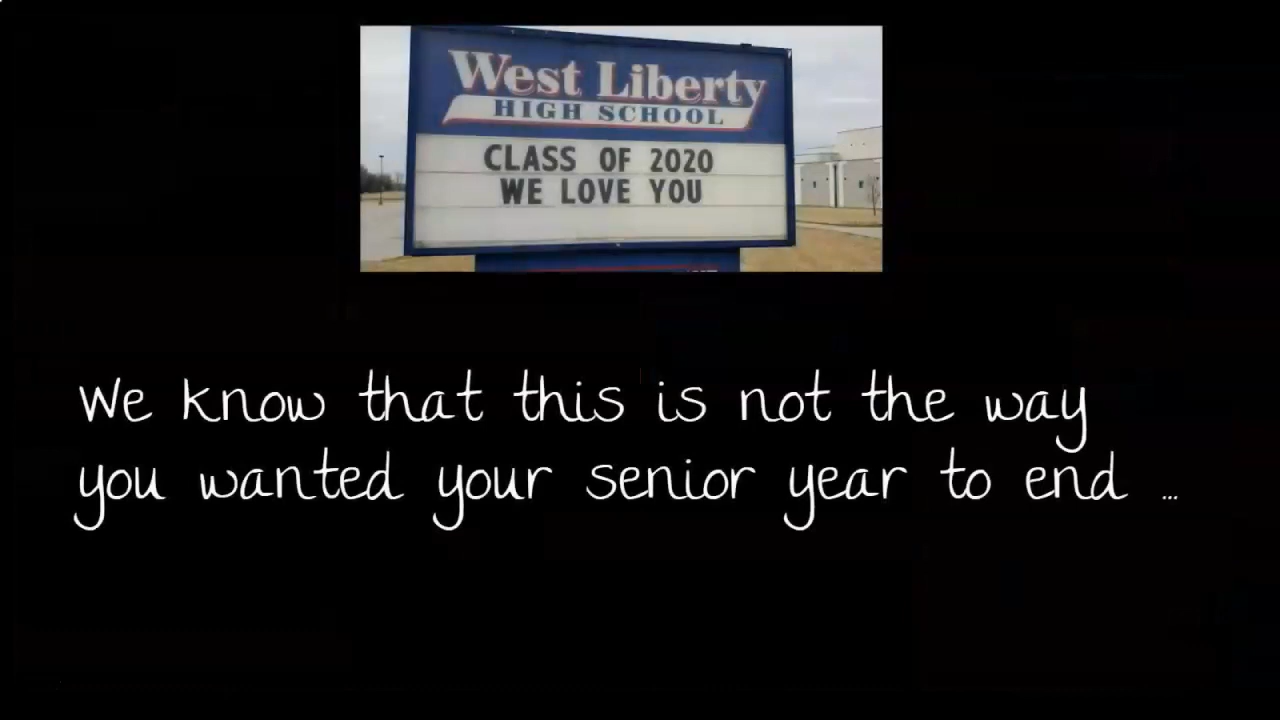 West Liberty
HIGH SCHOOL
CLASS OF 2020
WE LOVE YOU
We know that this is not the way
you wanted your senior year to end ...